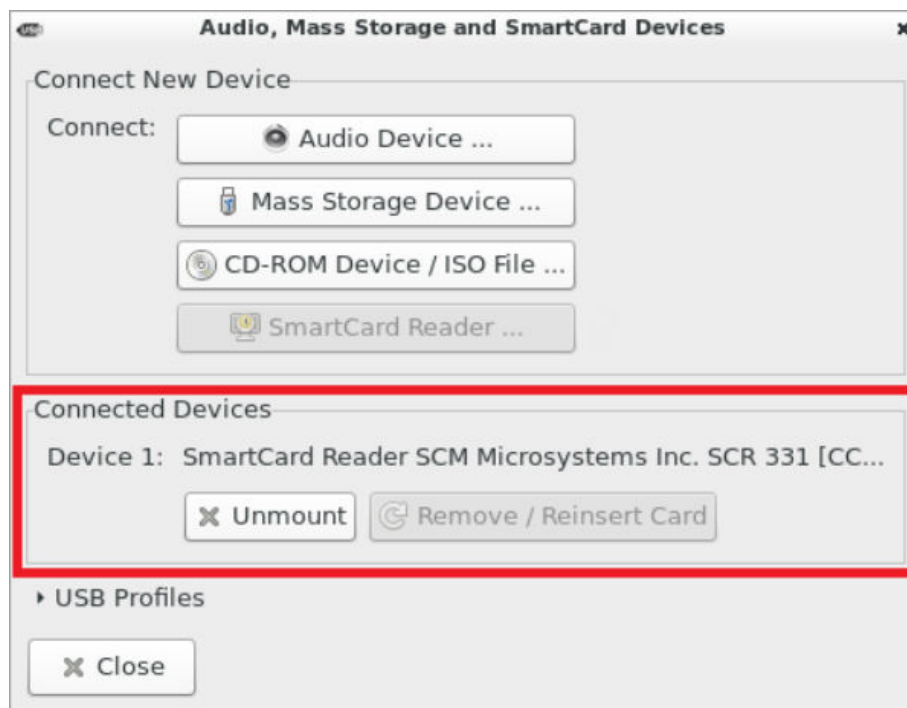 Audio, Mass Storage and SmartCard Devices
Connect New Device
Connect:
Audio Device ...
Mass Storage Device ...
CD-ROM Device / ISO File ...
SmartCard Reader ...
Connected Devices
Device 1: SmartCard Reader SCM Microsystems Inc. SCR 331 [CC...
Unmount Remove / Reinsert Card
USB Profiles
Close